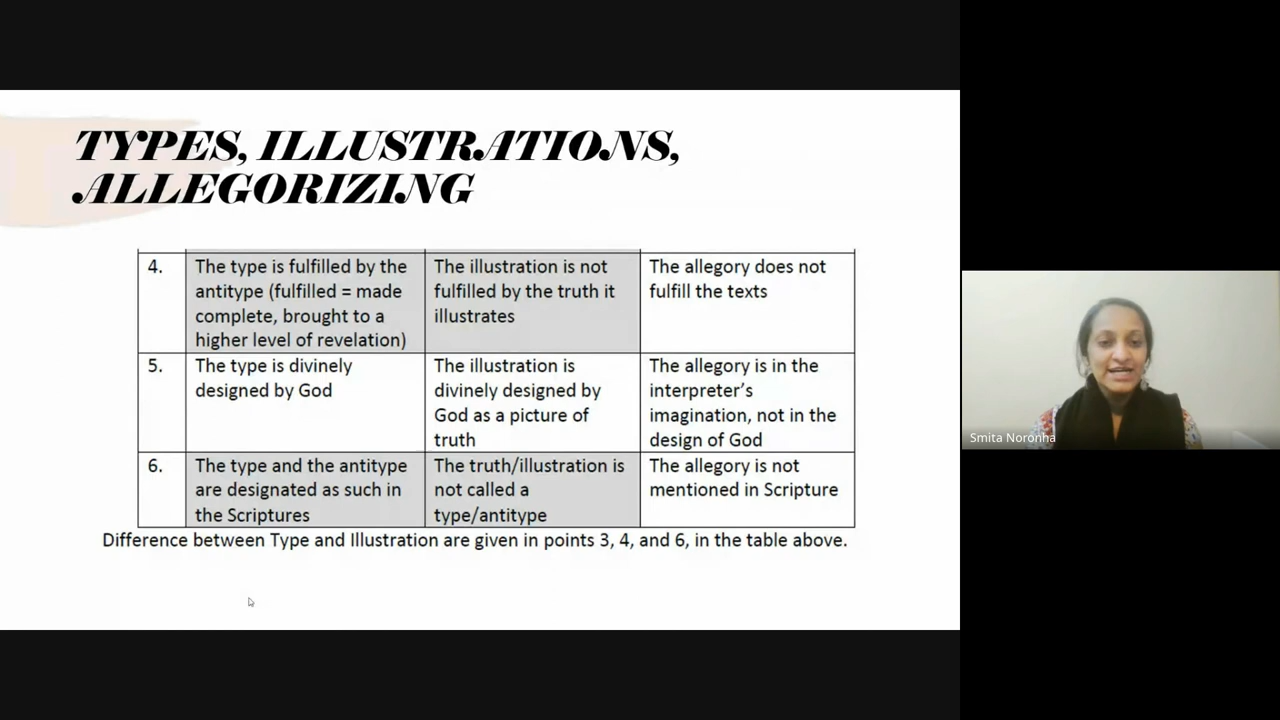 TYPES, ILLUSTRATIONS,
ALLEGORIZING
4.
The type is fulfilled by the
antitype (fulfilled = made
complete, brought to a
higher level of revelation)
The illustration is not
fulfilled by the truth it
illustrates
The allegory does not
fulfill the texts
5.
The type is divinely
designed by God
The illustration is
divinely designed by
God as a picture of
truth
The allegory is in the
interpreter’s
imagination, not in the
design of God
6.
The type and the antitype
are designated as such in
the Scriptures
The truth/illustration is
not called a
type/antitype
The allegory is not
mentioned in Scripture
Difference between Type and Illustration are given in points 3, 4, and 6, in the table above.
Smita Noronha